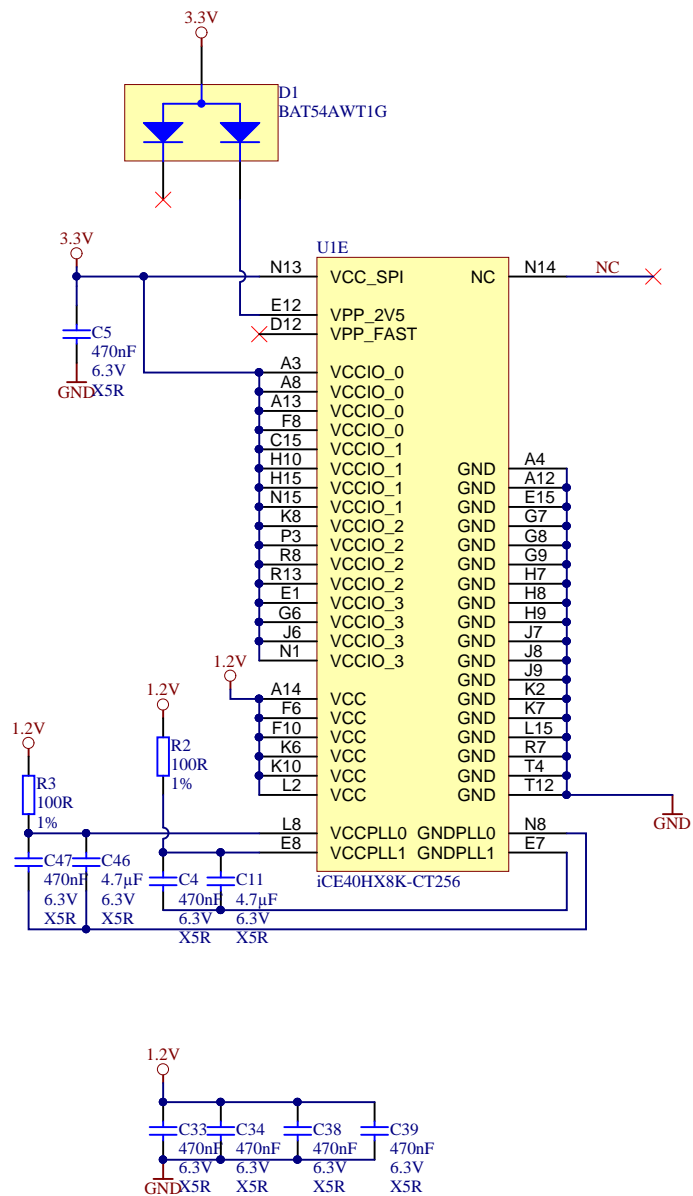 3.3V
D1
BAT54AWT1G
3.3V
C5
470nF
6.3V
X5R
GND
U1E
N13 VCC_SPI NC N14 NC
E12 VPP_2V5
D12 VPP_FAST
A3 VCCIO_0
A8 VCCIO_0
A13 VCCIO_0
F8 VCCIO_0
C15 VCCIO_1
H10 VCCIO_1 GND A4
H15 VCCIO_1 GND A12
N15 VCCIO_1 GND E15
K8 VCCIO_2 GND G7
P3 VCCIO_2 GND G8
R8 VCCIO_2 GND G9
R13 VCCIO_2 GND H7
E1 VCCIO_3 GND H8
G6 VCCIO_3 GND H9
J6 VCCIO_3 GND J7
N1 VCCIO_3 GND J8
GND J9
A14 VCC GND K2
F6 VCC GND K7
F10 VCC GND L15
K6 VCC GND R7
K10 VCC GND T4
L2 VCC GND T12
L8 VCCPLL0 GNDPLL0 N8
E8 VCCPLL1 GNDPLL1 E7
iCE40HX8K-CT256
GND
1.2V
1.2V
R2
100R
1%
1.2V
R3
100R
1%
C47
470nF
6.3V
X5R
C46
4.7µF
6.3V
X5R
C4
470nF
6.3V
X5R
C11
4.7µF
6.3V
X5R
1.2V
C33
470nF
6.3V
X5R
C34
470nF
6.3V
X5R
C38
470nF
6.3V
X5R
C39
470nF
6.3V
X5R
GND